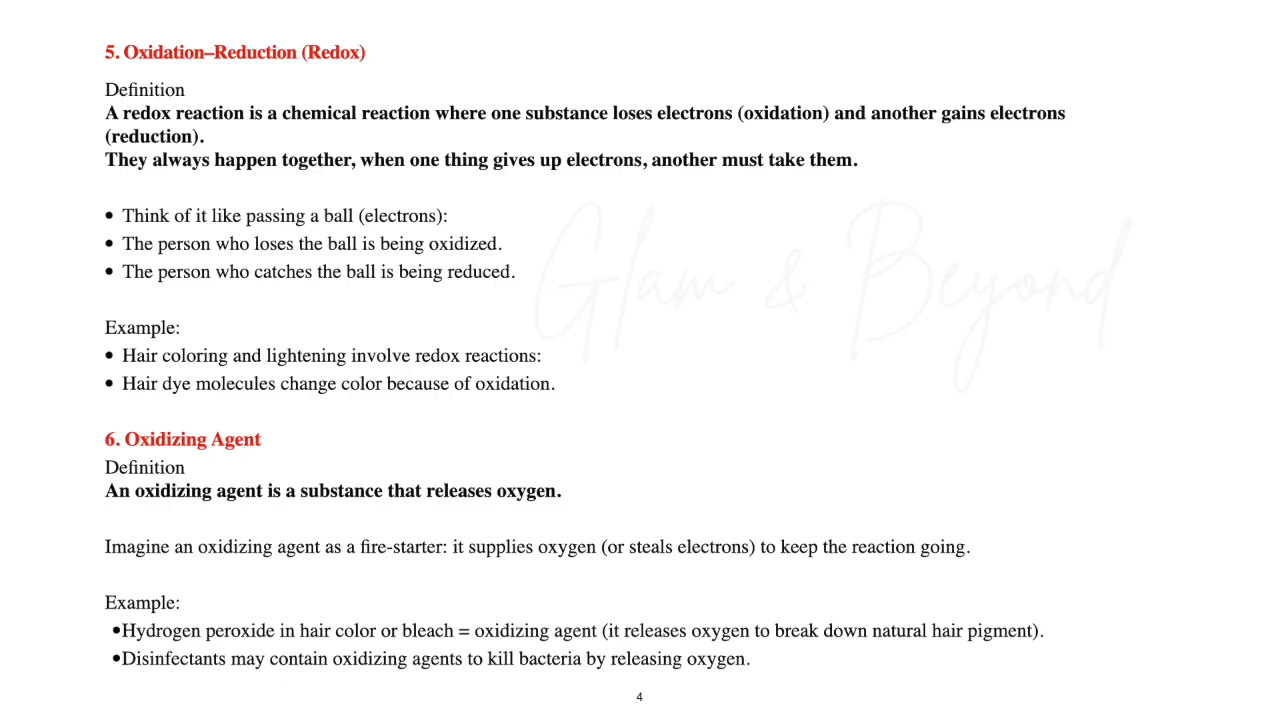 5. Oxidation–Reduction (Redox)
Definition
A redox reaction is a chemical reaction where one substance loses electrons (oxidation) and another gains electrons
(reduction).
They always happen together, when one thing gives up electrons, another must take them.
• Think of it like passing a ball (electrons):
• The person who loses the ball is being oxidized.
• The person who catches the ball is being reduced.
Glam & Beyond
Example:
• Hair coloring and lightening involve redox reactions:
• Hair dye molecules change color because of oxidation.
6. Oxidizing Agent
Definition
An oxidizing agent is a substance that releases oxygen.
Imagine an oxidizing agent as a fire-starter: it supplies oxygen (or steals electrons) to keep the reaction going.
Example:
•Hydrogen peroxide in hair color or bleach = oxidizing agent (it releases oxygen to break down natural hair pigment).
•Disinfectants may contain oxidizing agents to kill bacteria by releasing oxygen.
4